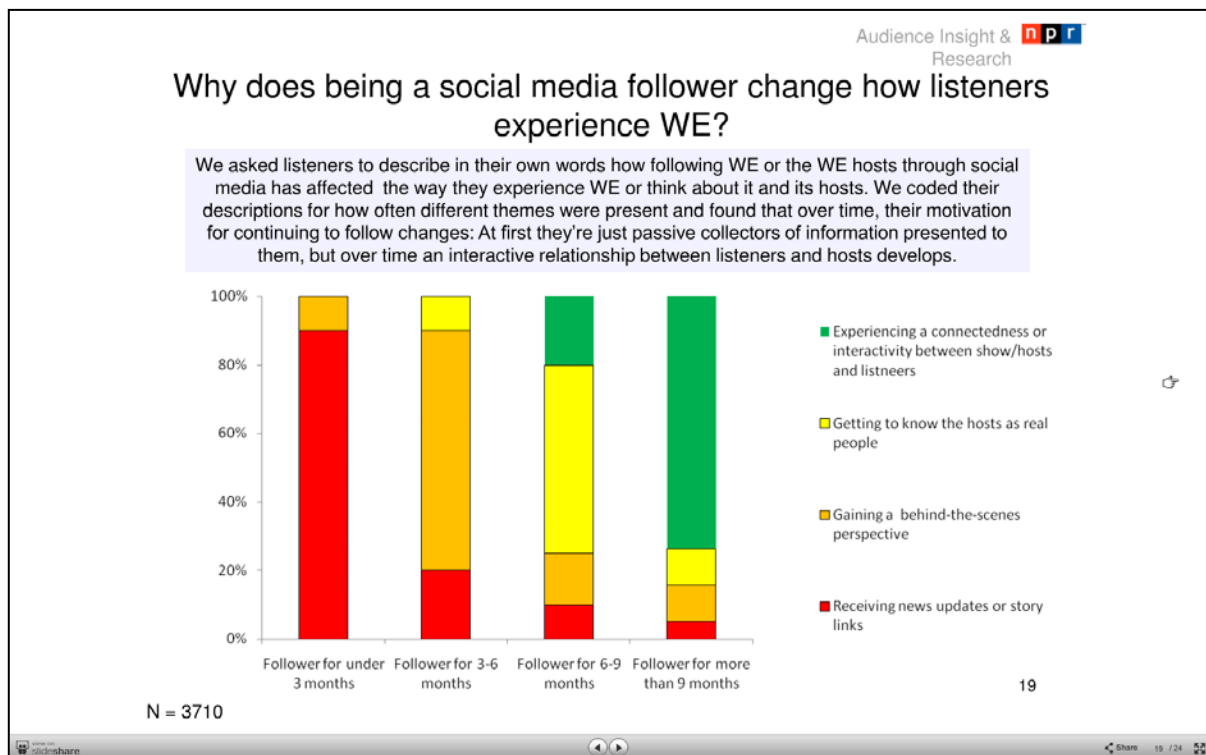 Audience Insight & npr
Research
Why does being a social media follower change how listeners
experience WE?
We asked listeners to describe in their own words how following WE or the WE hosts through social
media has affected the way they experience WE or think about it and its hosts. We coded their
descriptions for how often different themes were present and found that over time, their motivation
for continuing to follow changes: At first they're just passive collectors of information presented to
them, but over time an interactive relationship between listeners and hosts develops.
100%
80%
60%
40%
20%
0%
Follower for under
3 months
Follower for 3-6
months
Follower for 6-9
months
Follower for more
than 9 months
Experiencing a connectedness or
interactivity between show/hosts
and listneers
Getting to know the hosts as real
people
Gaining a behind-the-scenes
perspective
Receiving news updates or story
links
19
N = 3710
view on
slideshare
Share
19 / 24